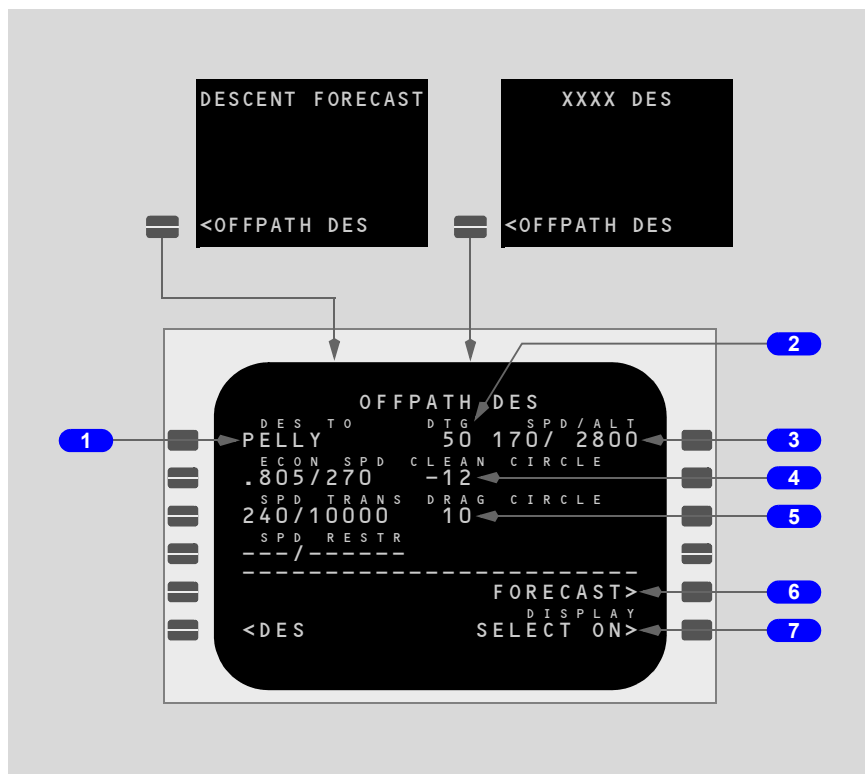 DESCENT FORECAST
<OFFPATH DES
XXXX DES
<OFFPATH DES
OFFPATH DES
DES TO DTG SPD/ALT
PELLY 50 170/ 2800
ECON SPD CLEAN CIRCLE
.805/270 -12
SPD TRANS DRAG CIRCLE
240/10000 10
SPD RESTR
---/------
------------------------
FORECAST>
DISPLAY
<DES SELECT ON>
1
2
3
4
5
6
7